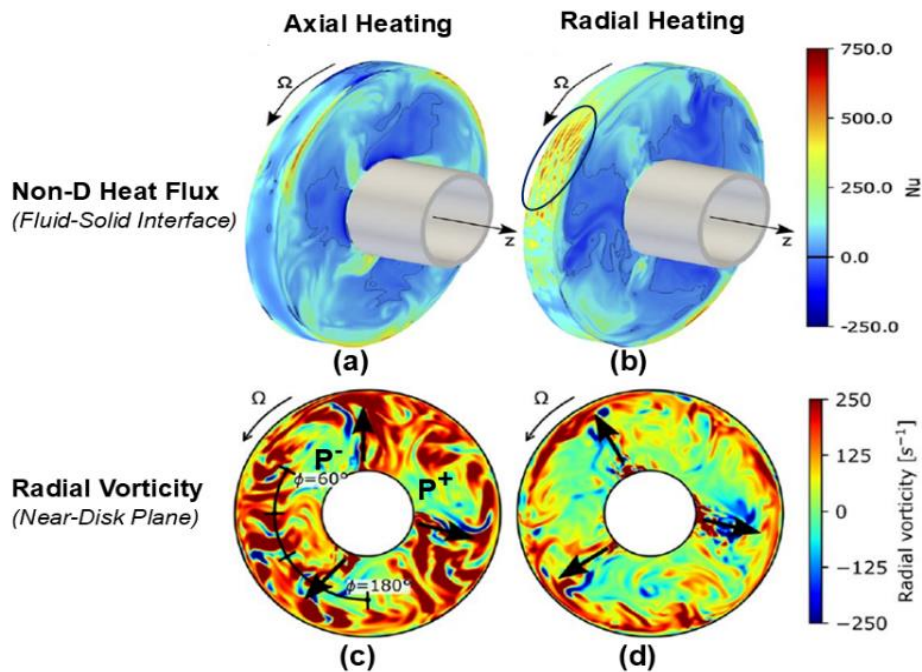 Axial Heating
Radial Heating
Ω
Ω
Non-D Heat Flux
(Fluid-Solid Interface)
z
z
750.0
500.0
250.0
0.0
-250.0
Nu
(a)
(b)
Ω
Ω
Radial Vorticity
(Near-Disk Plane)
P-
ϕ=60°
P+
ϕ=180°
250
125
0
−125
−250
Radial vorticity [s⁻¹]
(c)
(d)